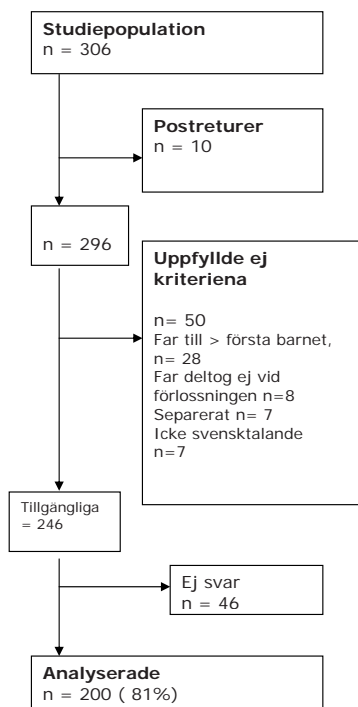 Studiepopulation
n = 306
Postreturer
n = 10
n = 296
Uppfyllde ej
kriteriena
n= 50
Far till > första barnet,
n = 28
Far deltog ej vid
förlossningen n=8
Separerat n= 7
Icke svensktalande
n=7
Tillgängliga
= 246
Ej svar
n = 46
Analyserade
n = 200 ( 81%)